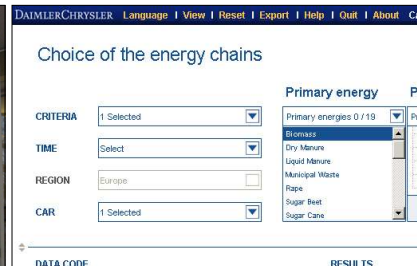 DAIMLERCHRYSLER Language I View I Reset I Export I Help I Quit I About
Choice of the energy chains
Primary energy
CRITERIA 1 Selected Primary energies 0 / 19
Biomass
TIME Select Dry Manure
Liquid Manure
REGION Europe Municipal Waste
Rape
Sugar Beet
CAR 1 Selected Sugar Cane
DATA CODE RESULTS